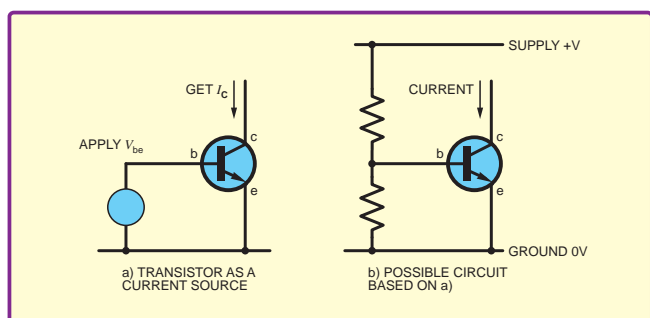 GET Ic
APPLY Vbe
b
c
e
a) TRANSISTOR AS A
CURRENT SOURCE
SUPPLY +V
CURRENT
b
c
e
GROUND 0V
b) POSSIBLE CIRCUIT
BASED ON a)